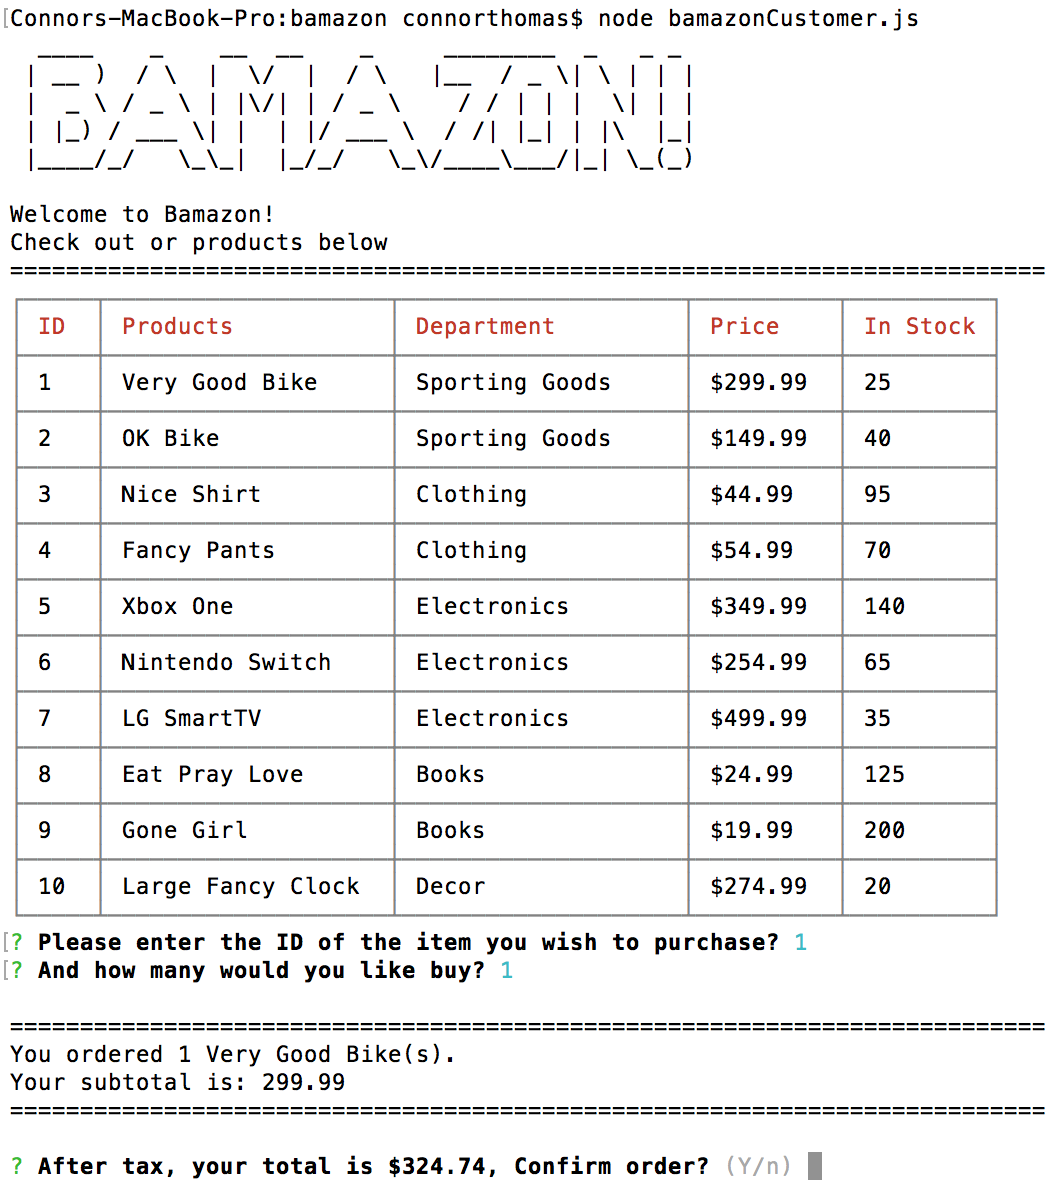 Connors-MacBook-Pro:bamazon connorthomas$ node bamazonCustomer.js
BAMAZON!
Welcome to Bamazon!
Check out or products below
==========================================================================
ID Products Department Price In Stock
1 Very Good Bike Sporting Goods $299.99 25
2 OK Bike Sporting Goods $149.99 40
3 Nice Shirt Clothing $44.99 95
4 Fancy Pants Clothing $54.99 70
5 Xbox One Electronics $349.99 140
6 Nintendo Switch Electronics $254.99 65
7 LG SmartTV Electronics $499.99 35
8 Eat Pray Love Books $24.99 125
9 Gone Girl Books $19.99 200
10 Large Fancy Clock Decor $274.99 20
? Please enter the ID of the item you wish to purchase? 1
? And how many would you like buy? 1
==========================================================================
You ordered 1 Very Good Bike(s).
Your subtotal is: 299.99
==========================================================================
? After tax, your total is $324.74, Confirm order? (Y/n)